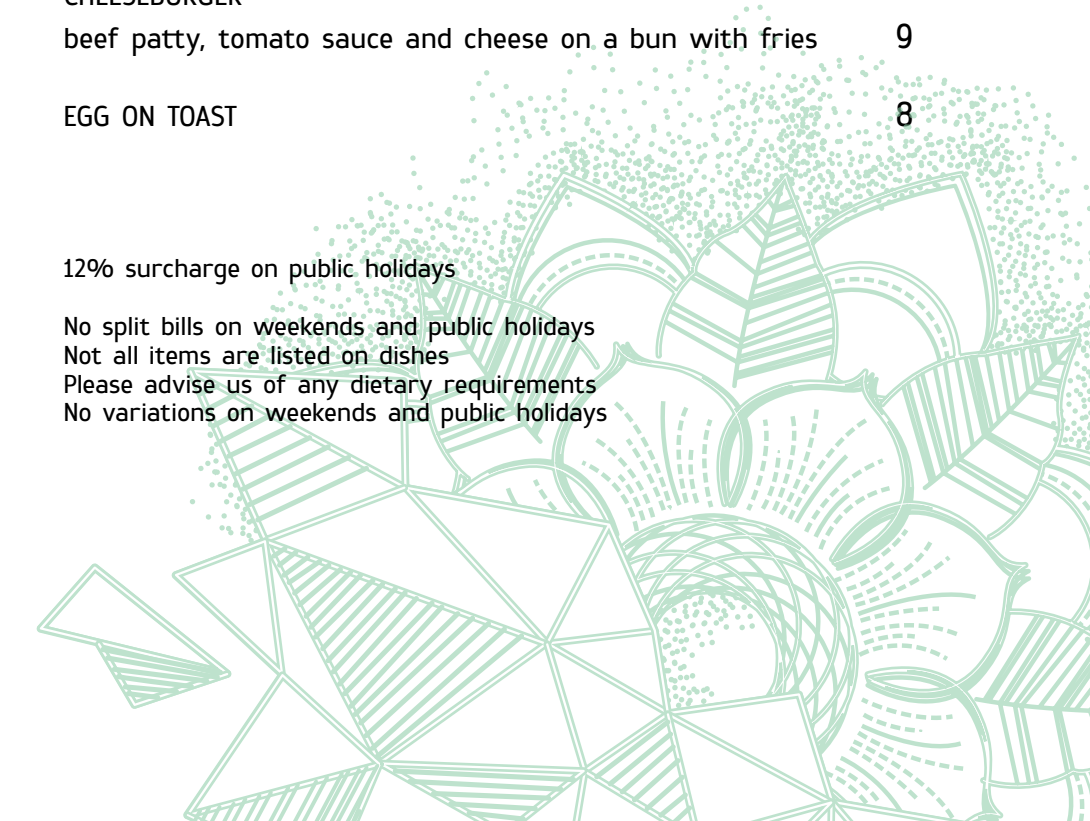 CHEESEBURGER
beef patty, tomato sauce and cheese on a bun with fries 9
EGG ON TOAST 8
12% surcharge on public holidays
No split bills on weekends and public holidays
Not all items are listed on dishes
Please advise us of any dietary requirements
No variations on weekends and public holidays